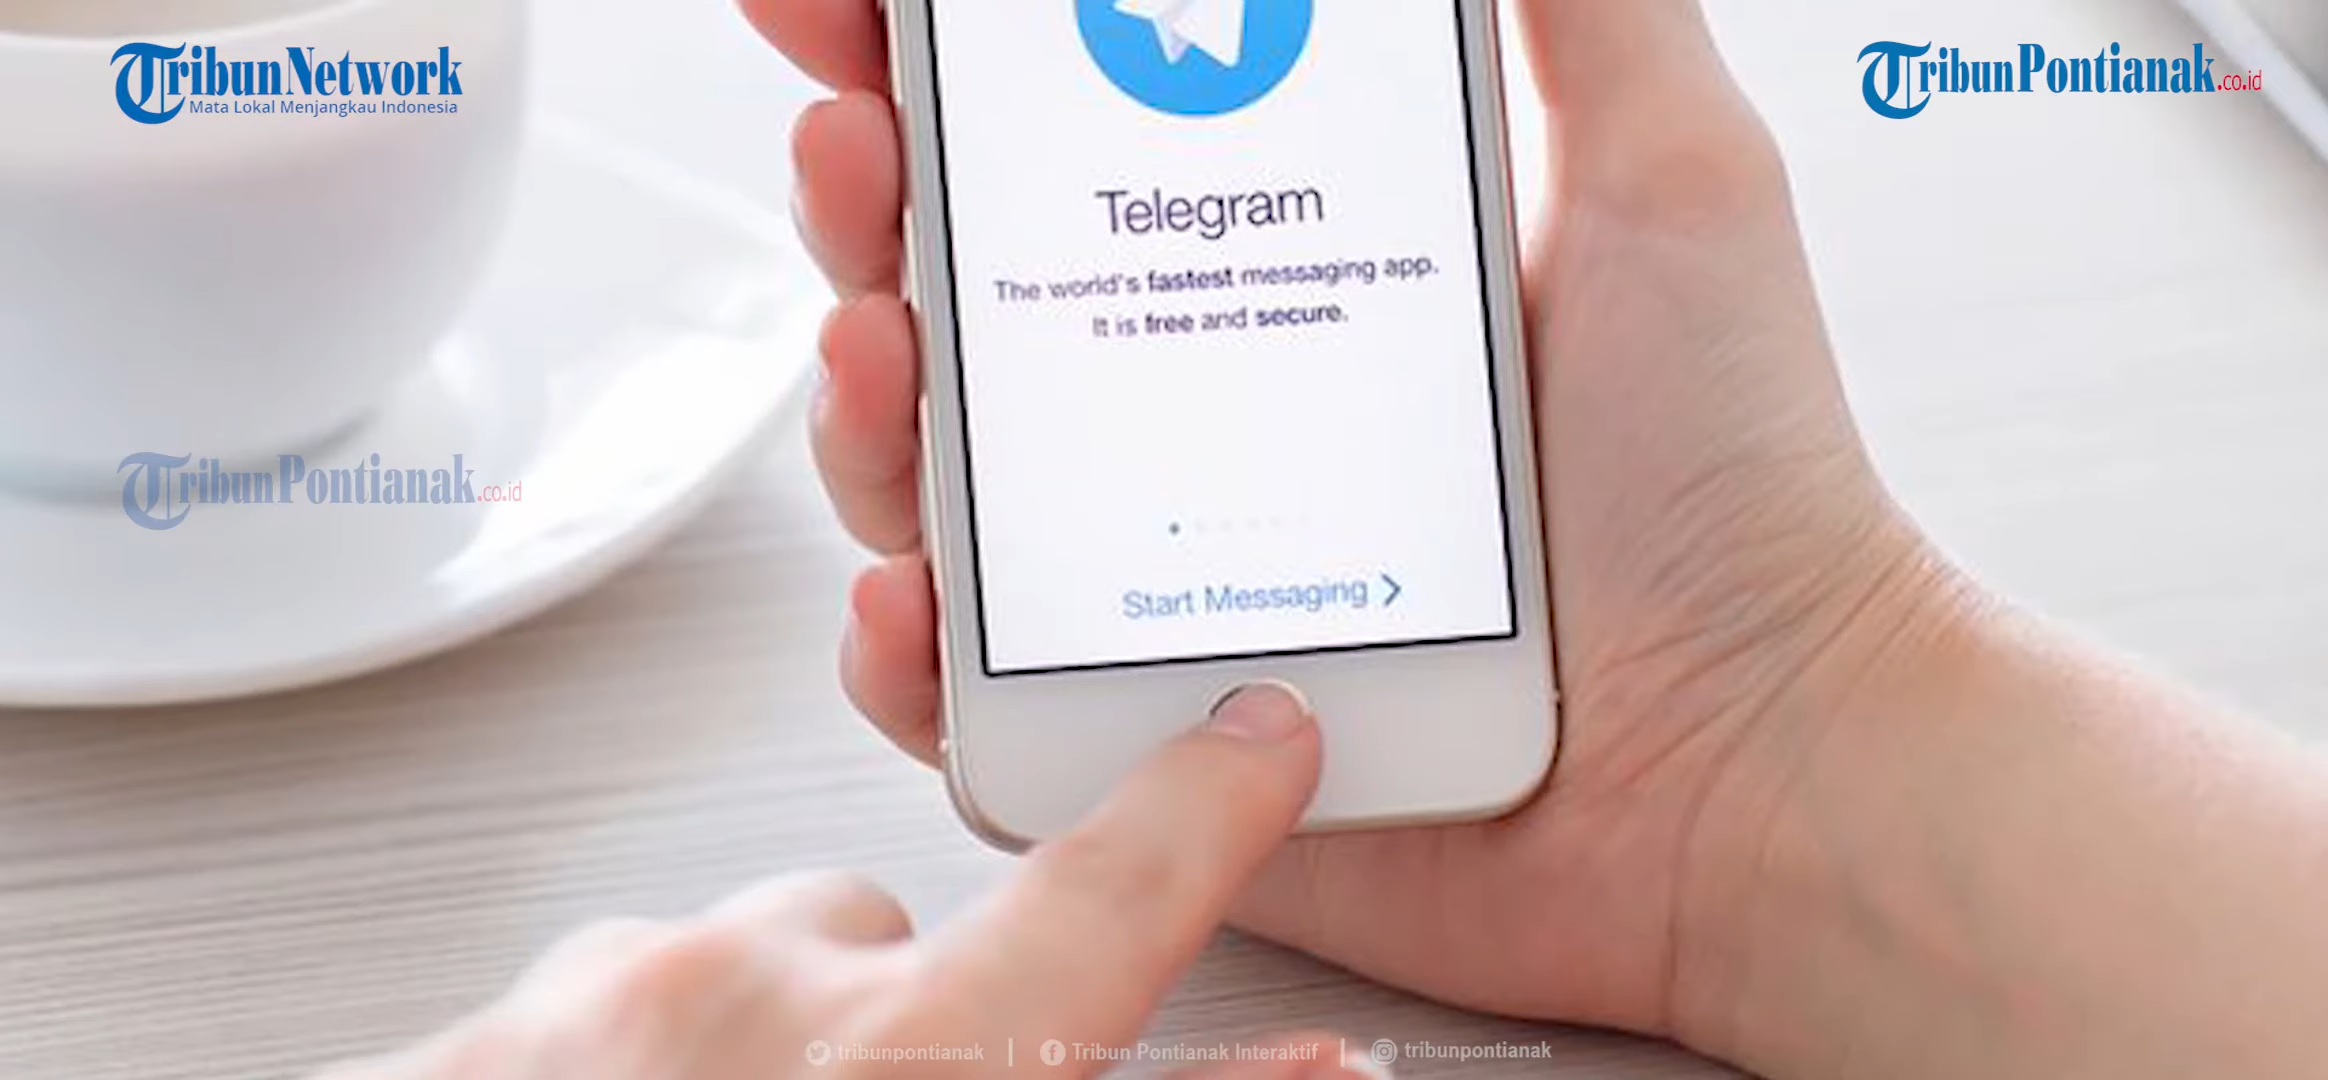 TribunNetwork
Mata Lokal Menjangkau Indonesia
TribunPontianak.co.id
Telegram
The world's fastest messaging app.
It is free and secure.
TribunPontianak.co.id
Start Messaging
tribunpontianak | Tribun Pontianak Interaktif | tribunpontianak